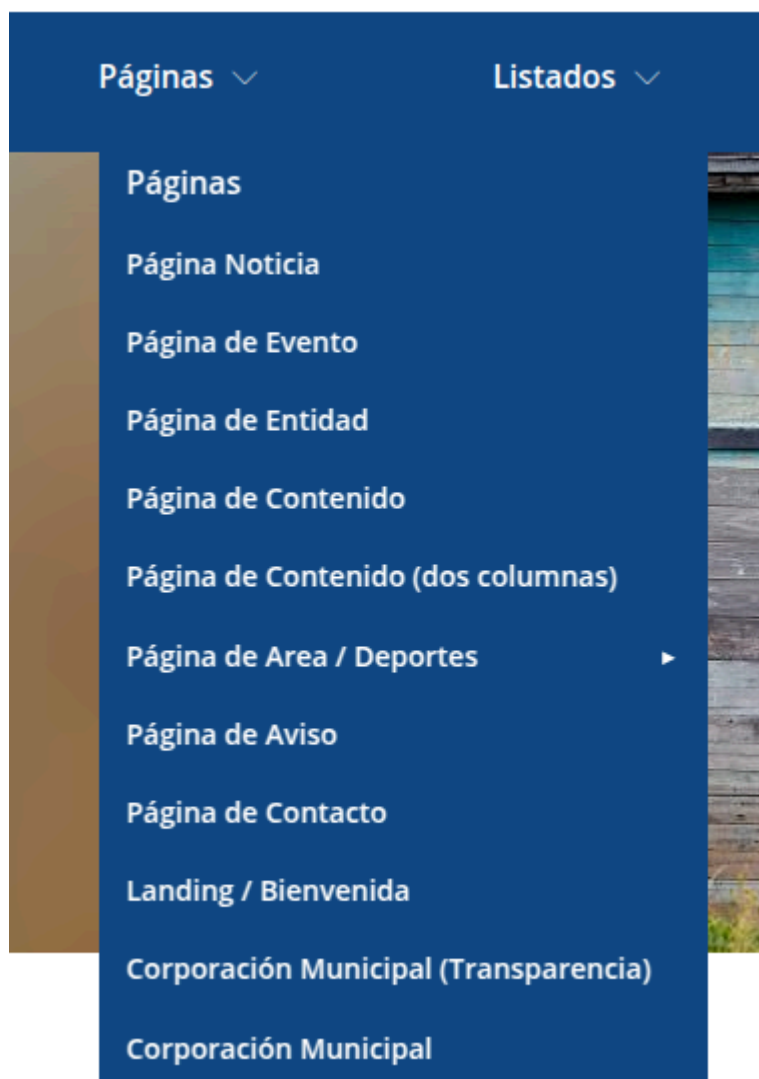 Páginas
Listados
Páginas
Página Noticia
Página de Evento
Página de Entidad
Página de Contenido
Página de Contenido (dos columnas)
Página de Area / Deportes
Página de Aviso
Página de Contacto
Landing / Bienvenida
Corporación Municipal (Transparencia)
Corporación Municipal